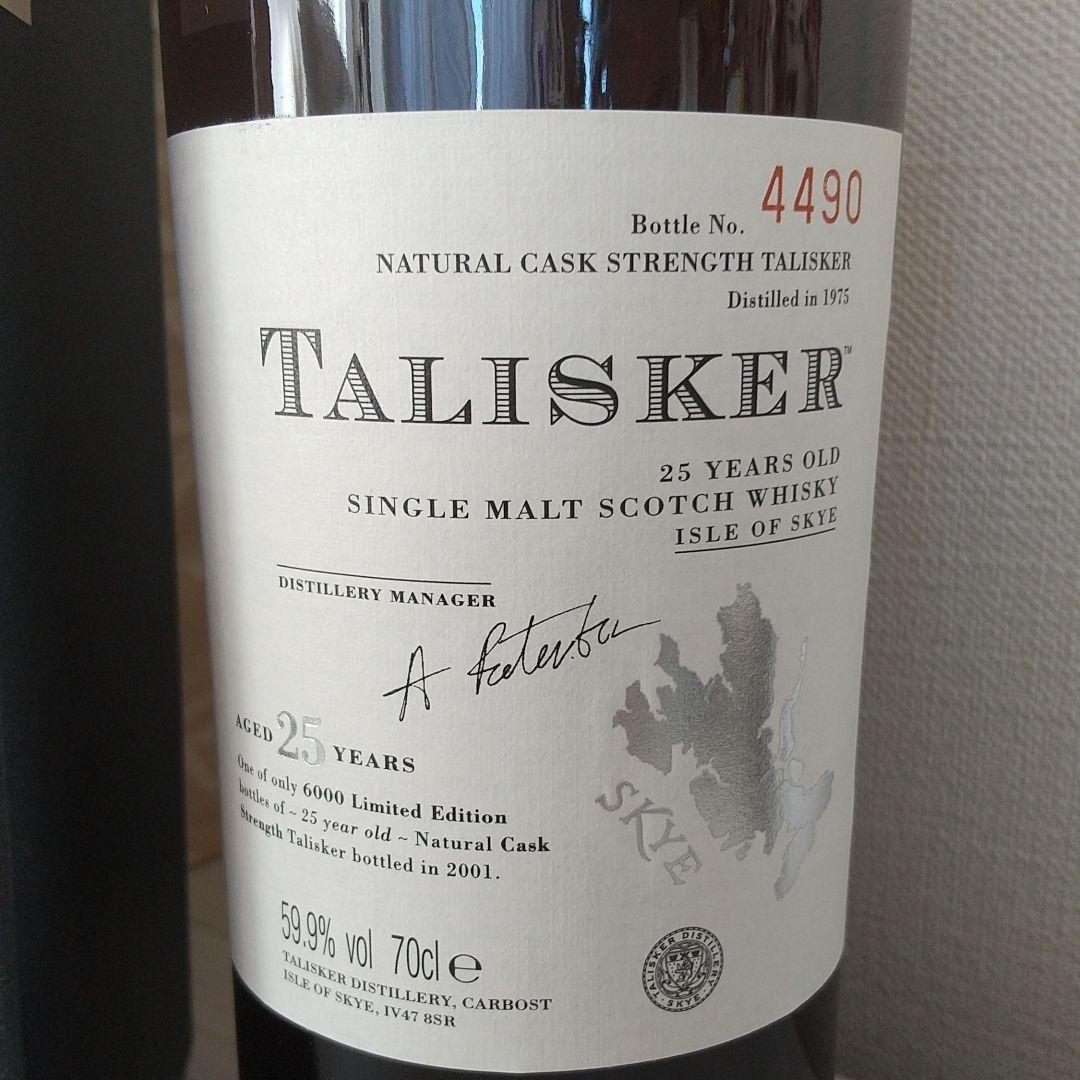 Bottle No. 4490
NATURAL CASK STRENGTH TALISKER
Distilled in 1975
TALISKER™
25 YEARS OLD
SINGLE MALT SCOTCH WHISKY
ISLE OF SKYE
DISTILLERY MANAGER
AGED 25 YEARS
One of only 6000 Limited Edition
bottles of ~ 25 year old ~ Natural Cask
Strength Talisker bottled in 2001.
SKYE
59.9% vol 70cl e
TALISKER DISTILLERY, CARBOST
ISLE OF SKYE, IV47 8SR
TALISKER DISTILLERY
SKYE